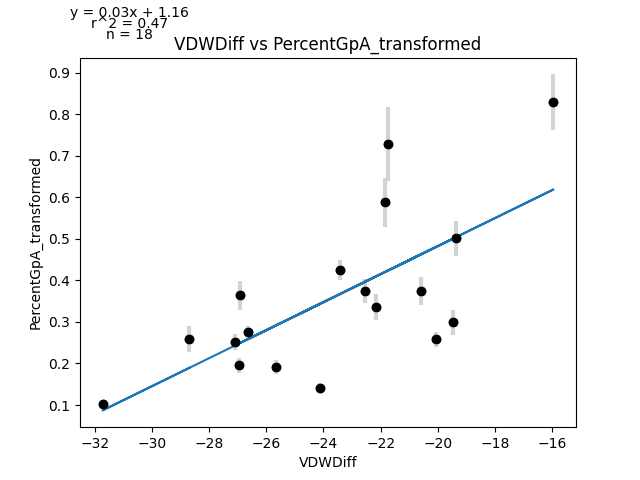 y = 0.03x + 1.16
r^2 = 0.47
n = 18
VDWDiff vs PercentGpA_transformed
PercentGpA_transformed
0.9
0.8
0.7
0.6
0.5
0.4
0.3
0.2
0.1
−32 −30 −28 −26 −24 −22 −20 −18 −16
VDWDiff